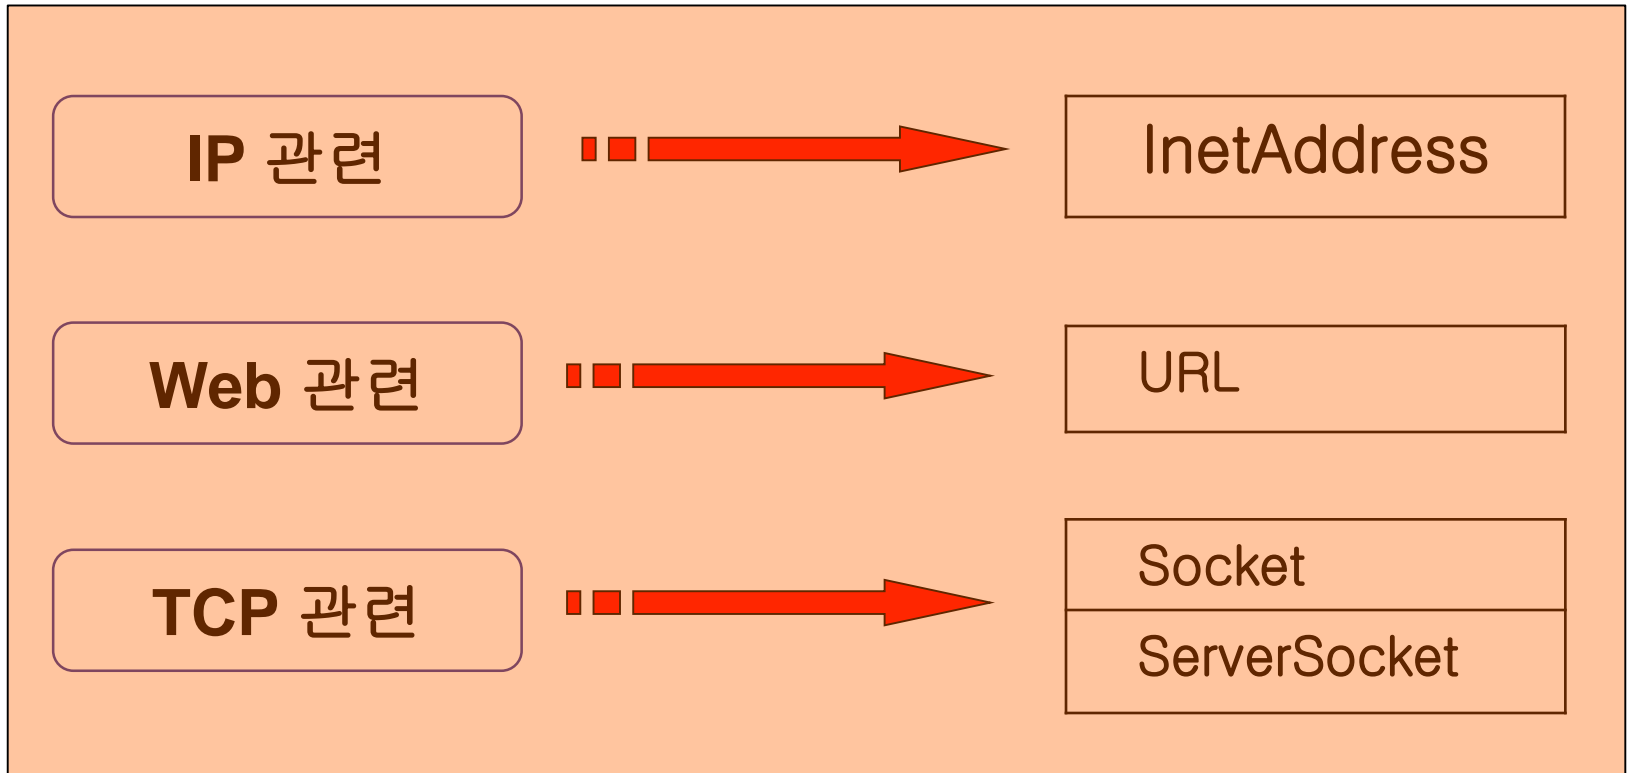 IP 관련
InetAddress
Web 관련
URL
TCP 관련
Socket
ServerSocket